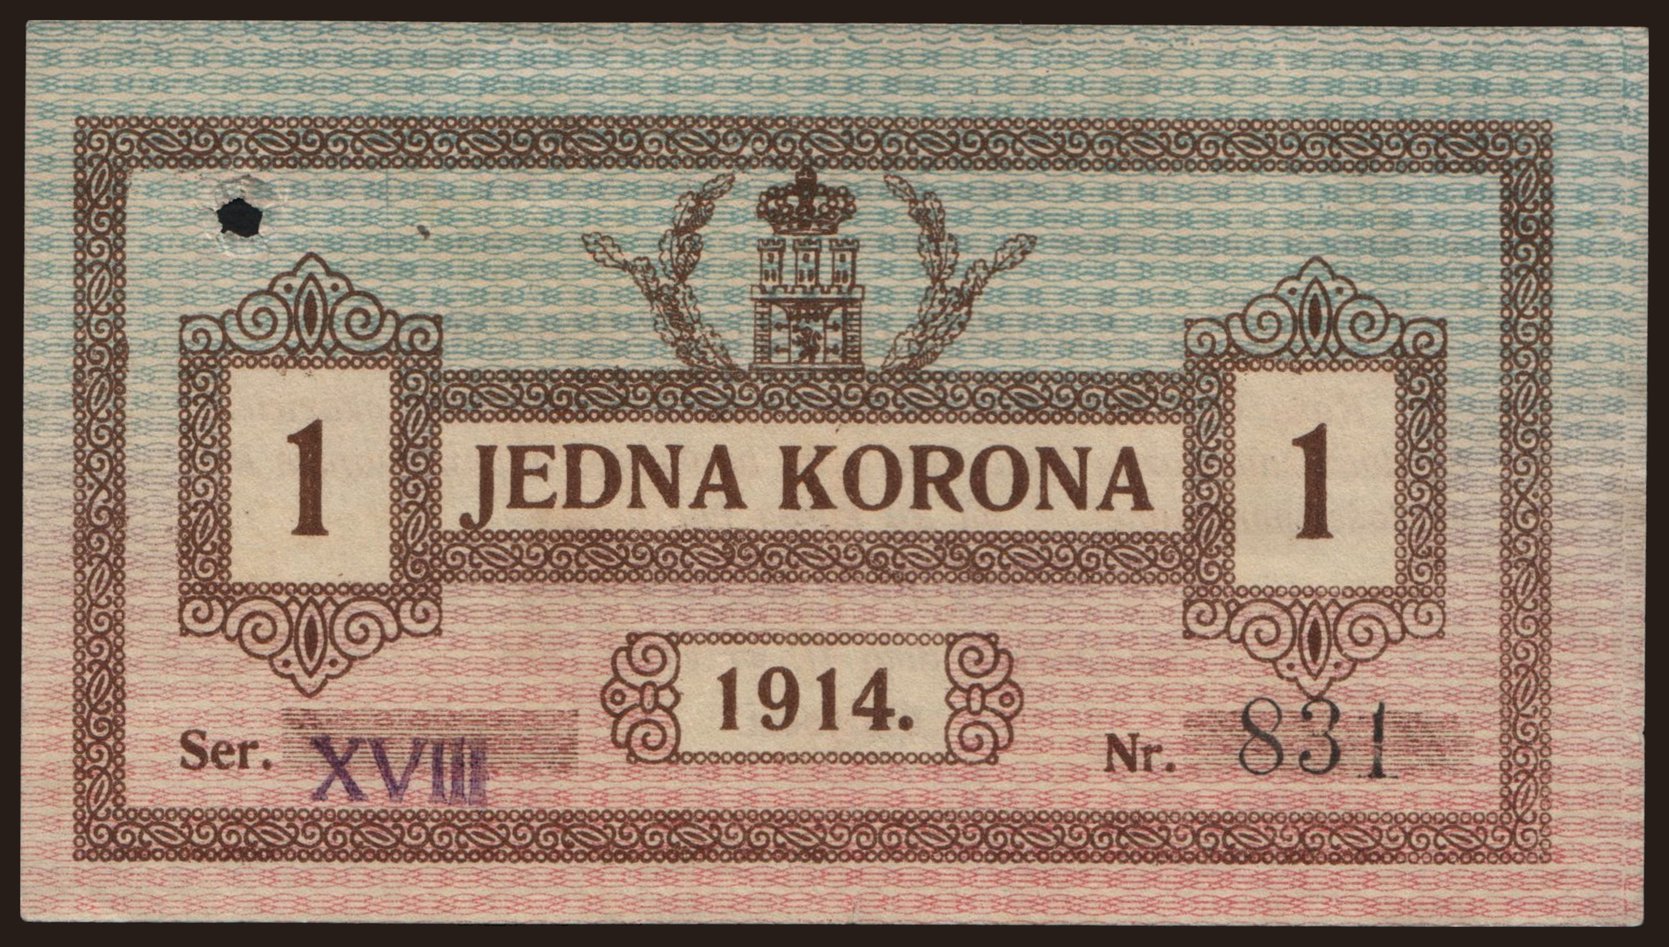 1 JEDNA KORONA 1
1914.
Ser. XVIII Nr. 831